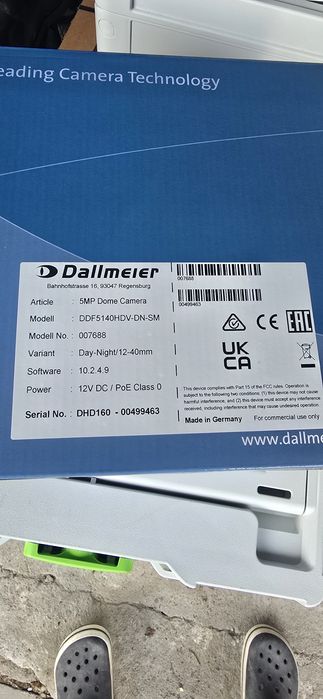 eading Camera Technology
Dallmeier
Bahnhofstrasse 16, 93047 Regensburg
007688
00499463
Article : 5MP Dome Camera
Modell : DDF5140HDV-DN-SM
Modell No. : 007688
Variant : Day-Night/12-40mm
Software : 10.2.4.9
Power : 12V DC / PoE Class 0
Serial No. : DHD160 - 00499463
CE EAC
UK
CA
This device complies with Part 15 of the FCC rules. Operation is
subject to the following two conditions: (1) this device may not cause
harmful interference, and (2) this device must accept any interference
received, including interference that may cause undesired operation.
Made in Germany For commercial use only
www.dallme